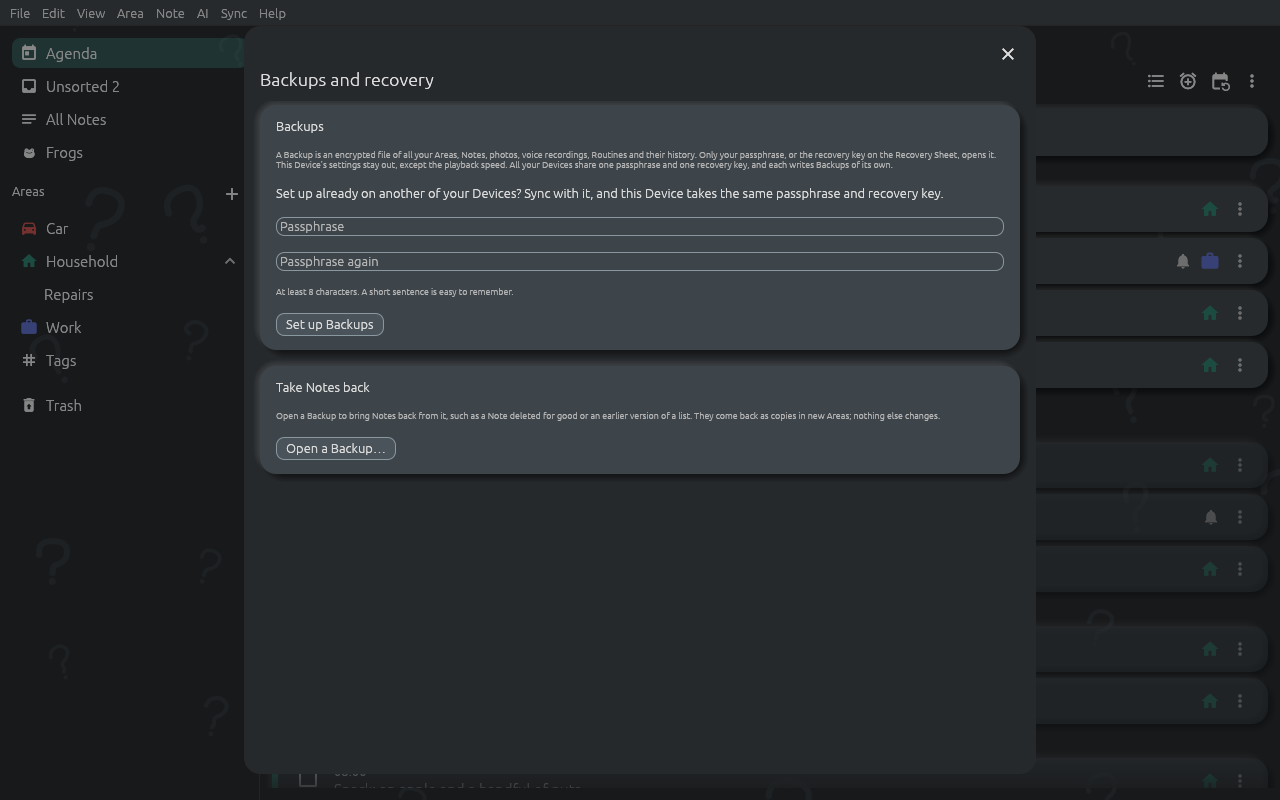 File Edit View Area Note AI Sync Help
Agenda
Unsorted 2
All Notes
Frogs
Areas
Car
Household
Repairs
Work
Tags
Trash
Backups and recovery
Backups
A Backup is an encrypted file of all your Areas, Notes, photos, voice recordings, Routines and their history. Only your passphrase, or the recovery key on the Recovery Sheet, opens it.
This Device's settings stay out, except the playback speed. All your Devices share one passphrase and one recovery key, and each writes Backups of its own.
Set up already on another of your Devices? Sync with it, and this Device takes the same passphrase and recovery key.
Passphrase
Passphrase again
At least 8 characters. A short sentence is easy to remember.
Set up Backups
Take Notes back
Open a Backup to bring Notes back from it, such as a Note deleted for good or an earlier version of a list. They come back as copies in new Areas; nothing else changes.
Open a Backup…